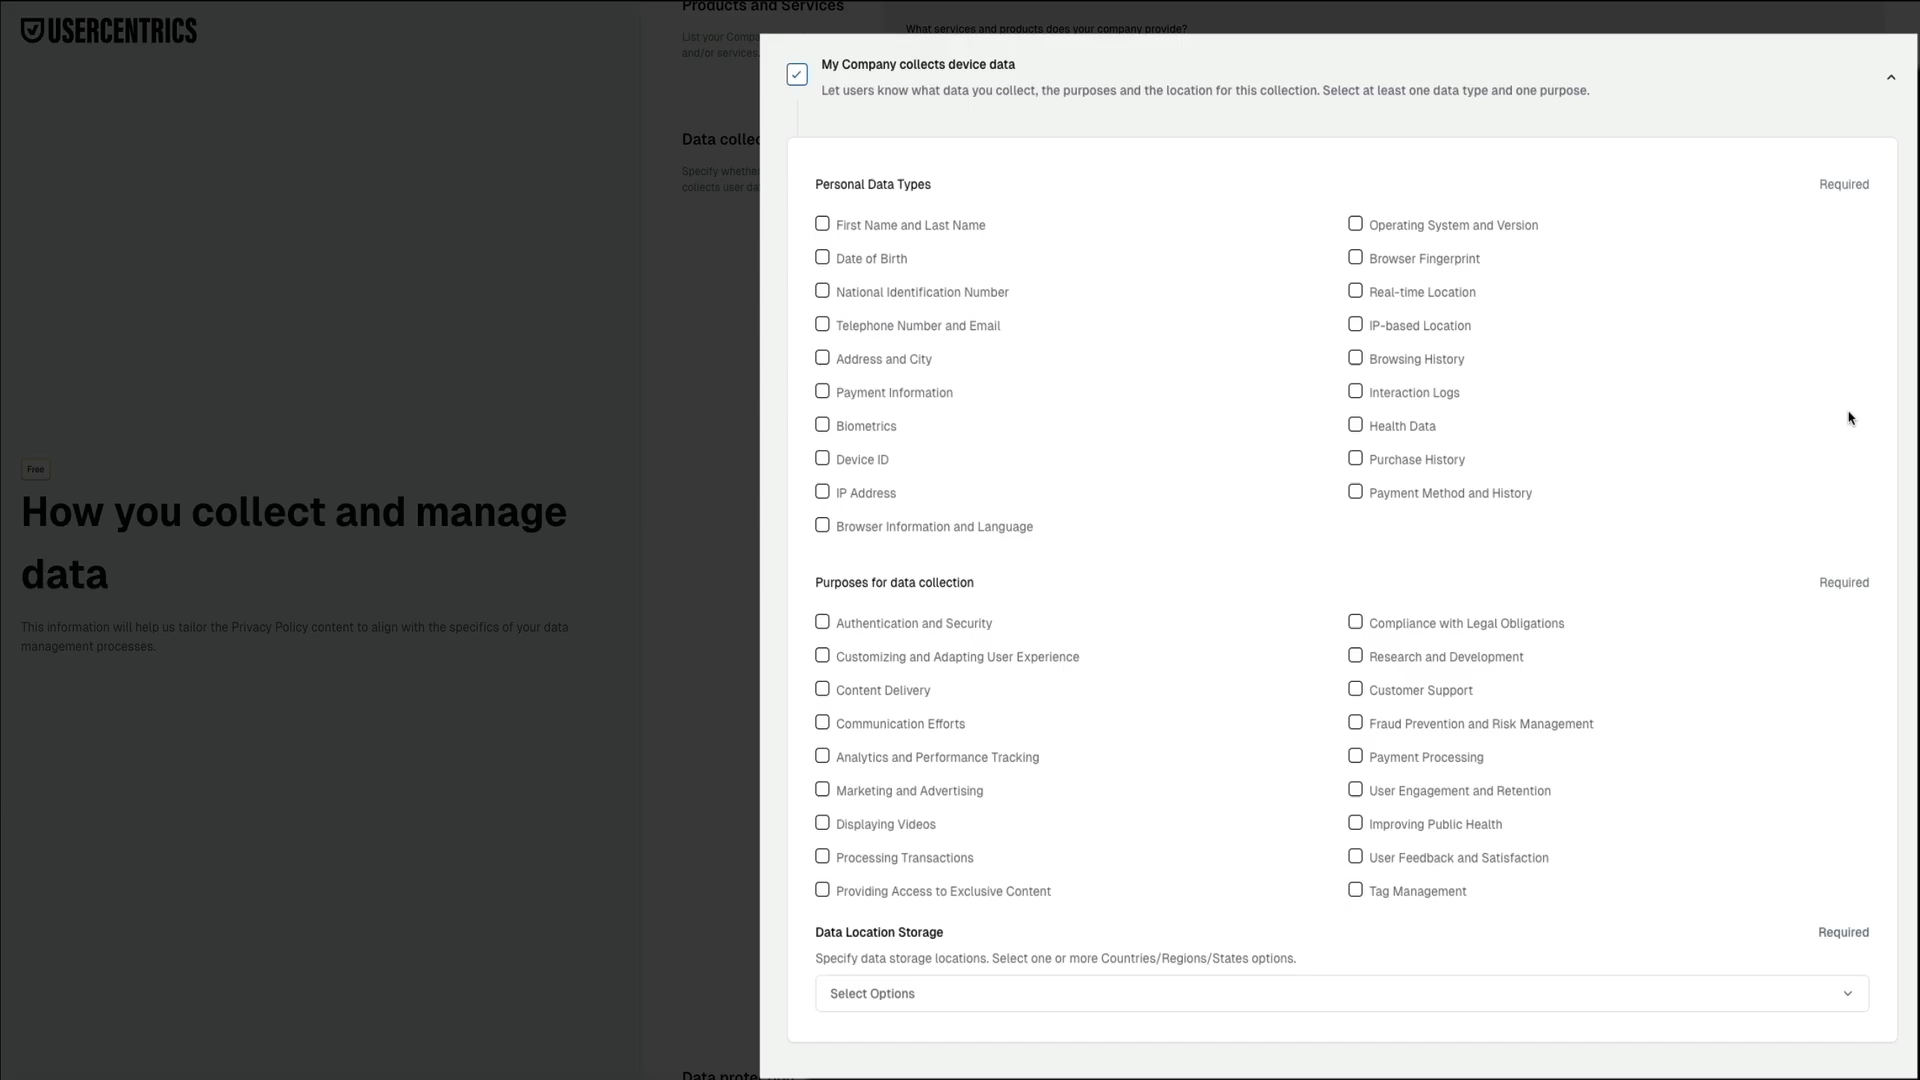 USERCENTRICS
Free
How you collect and manage
data
This information will help us tailor the Privacy Policy content to align with the specifics of your data
management processes.
Products and Services
List your Compa
and/or services.
What services and products does your company provide?
Data collec
Specify whether
collects user da
My Company collects device data
Let users know what data you collect, the purposes and the location for this collection. Select at least one data type and one purpose.
Personal Data Types
Required
First Name and Last Name
Date of Birth
National Identification Number
Telephone Number and Email
Address and City
Payment Information
Biometrics
Device ID
IP Address
Browser Information and Language
Operating System and Version
Browser Fingerprint
Real-time Location
IP-based Location
Browsing History
Interaction Logs
Health Data
Purchase History
Payment Method and History
Purposes for data collection
Required
Authentication and Security
Customizing and Adapting User Experience
Content Delivery
Communication Efforts
Analytics and Performance Tracking
Marketing and Advertising
Displaying Videos
Processing Transactions
Providing Access to Exclusive Content
Compliance with Legal Obligations
Research and Development
Customer Support
Fraud Prevention and Risk Management
Payment Processing
User Engagement and Retention
Improving Public Health
User Feedback and Satisfaction
Tag Management
Data Location Storage
Required
Specify data storage locations. Select one or more Countries/Regions/States options.
Select Options